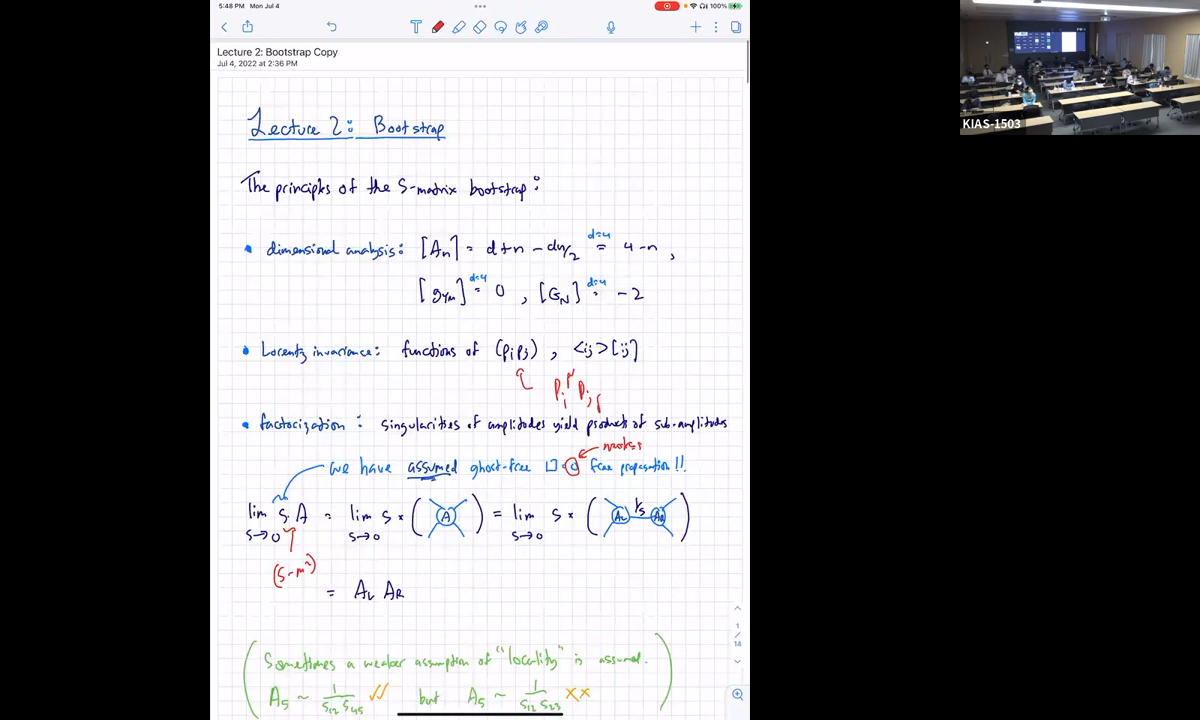 5:48 PM Mon Jul 4
100%
Lecture 2: Bootstrap Copy
Jul 4, 2022 at 2:36 PM
Lecture 2: Bootstrap
The principles of the S-matrix bootstrap:
• dimensional analysis: [An] = d+n - dn/2 d=4 = 4-n,
[gYM] d=4 = 0, [GN] d=4 = -2
• Lorentz invariance: functions of (pipj), <ij>[ij]
• factorization: singularities of amplitudes yield products of sub-amplitudes
massless
we have assumed ghost-free □ = 0 free propagation!!
lim s→0 s·A = lim s→0 s × ( A ) = lim s→0 s × ( AL 1/s AR )
(s-m²)
= AL AR
(Sometimes a weaker assumption of "locality" is assumed.
A5 ~ 1/s12 s45 ✓✓ but A5 ~ 1/s12 s23 ××)
1
/
14
KIAS-1503